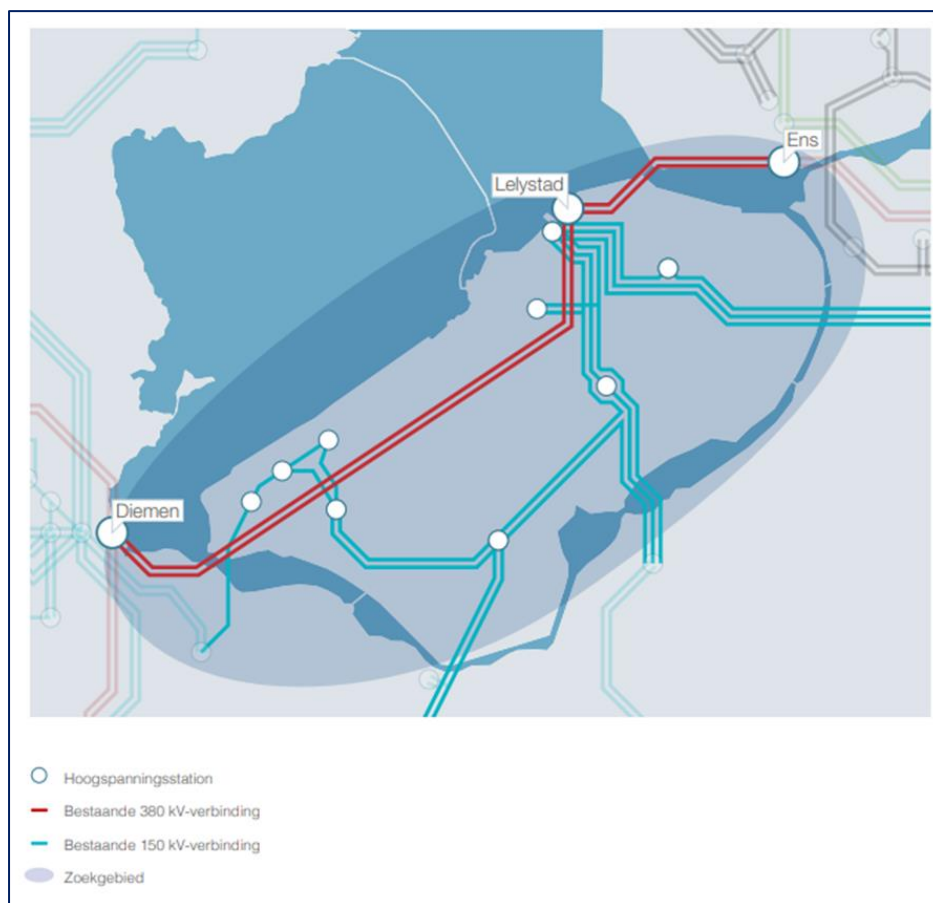 Ens
Lelystad
Diemen
Hoogspanningsstation
Bestaande 380 kV-verbinding
Bestaande 150 kV-verbinding
Zoekgebied